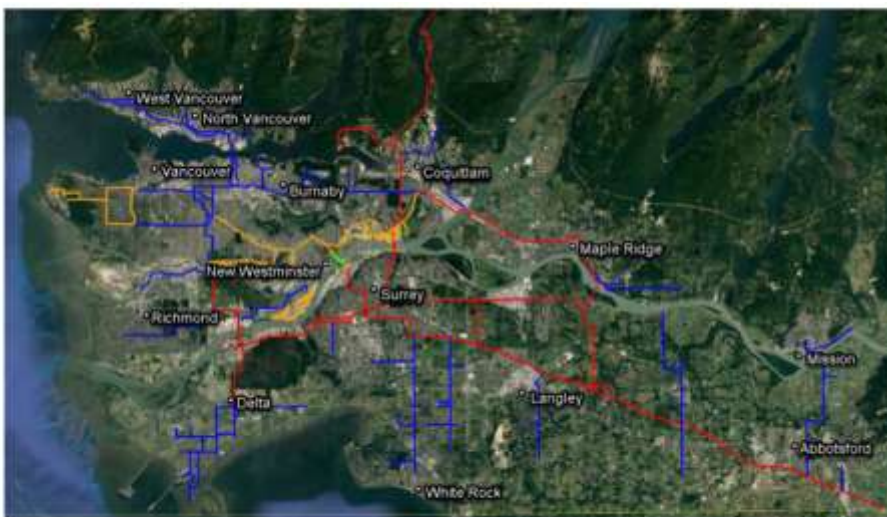 West Vancouver
North Vancouver
Vancouver
Burnaby
Coquitlam
New Westminster
Maple Ridge
Surrey
Richmond
Mission
Delta
Langley
Abbotsford
White Rock